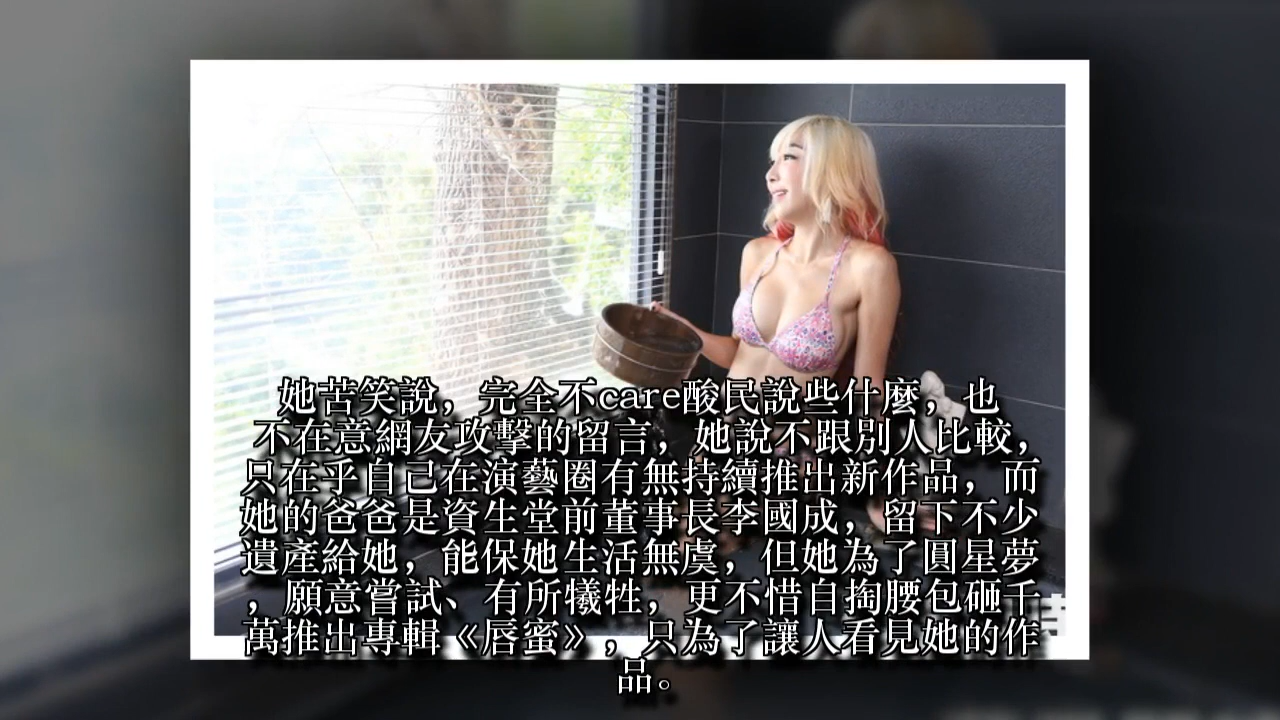 她苦笑說，完全不care酸民說些什麼，也
不在意網友攻擊的留言，她說不跟別人比較，
只在乎自己在演藝圈有無持續推出新作品，而
她的爸爸是資生堂前董事長李國成，留下不少
遺產給她，能保她生活無虞，但她為了圓星夢
，願意嘗試、有所犧牲，更不惜自掏腰包砸千
萬推出專輯《唇蜜》，只為了讓人看見她的作
品。